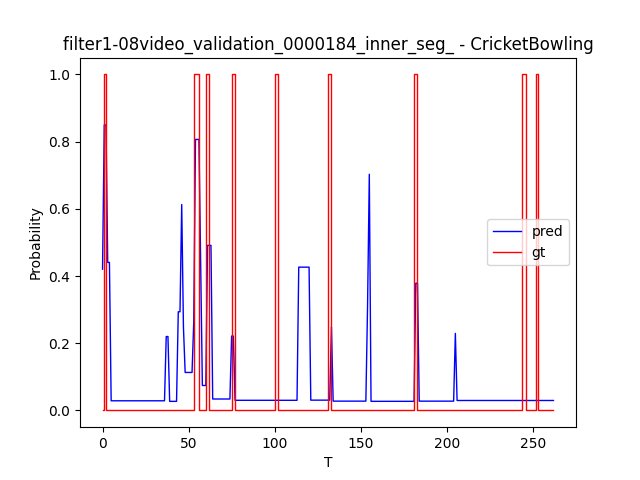 filter1-08video_validation_0000184_inner_seg_ - CricketBowling
1.0
0.8
0.6
0.4
0.2
0.0
Probability
pred
gt
0 50 100 150 200 250
T